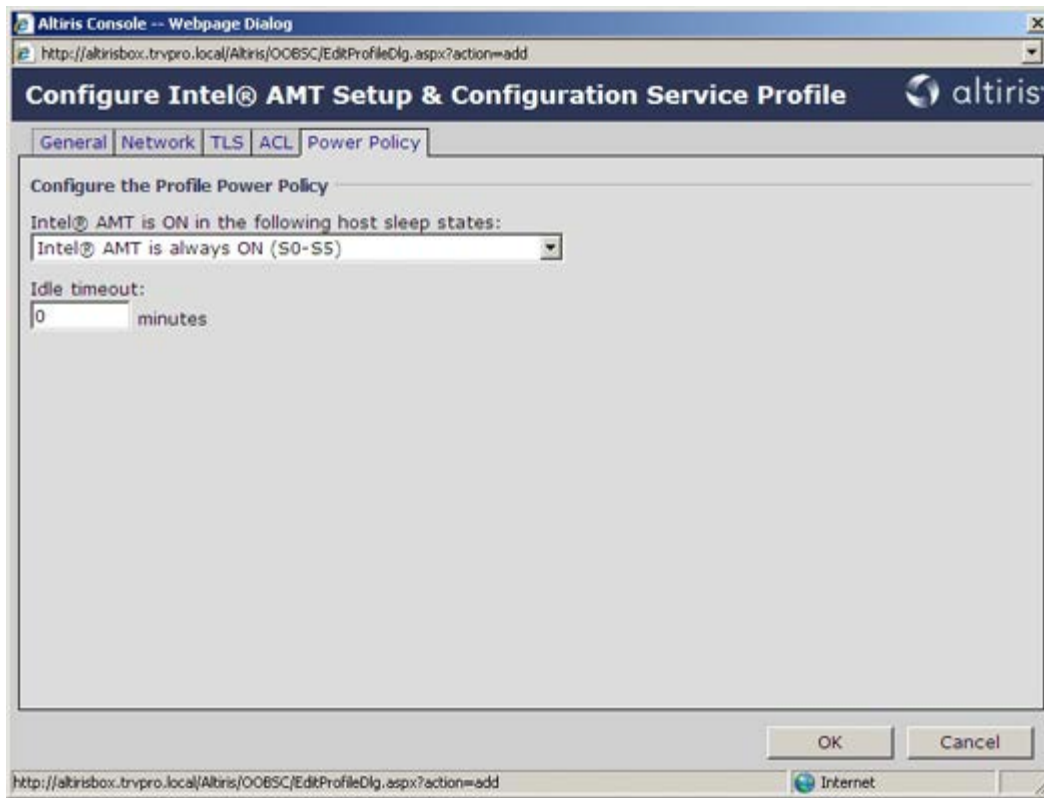 Altiris Console -- Webpage Dialog
http://altirisbox.trvpro.local/Altiris/OOBSC/EditProfileDlg.aspx?action=add
Configure Intel® AMT Setup & Configuration Service Profile
altiris
General Network TLS ACL Power Policy
Configure the Profile Power Policy
Intel® AMT is ON in the following host sleep states:
Intel® AMT is always ON (S0-S5)
Idle timeout:
0 minutes
OK Cancel
http://altirisbox.trvpro.local/Altiris/OOBSC/EditProfileDlg.aspx?action=add Internet